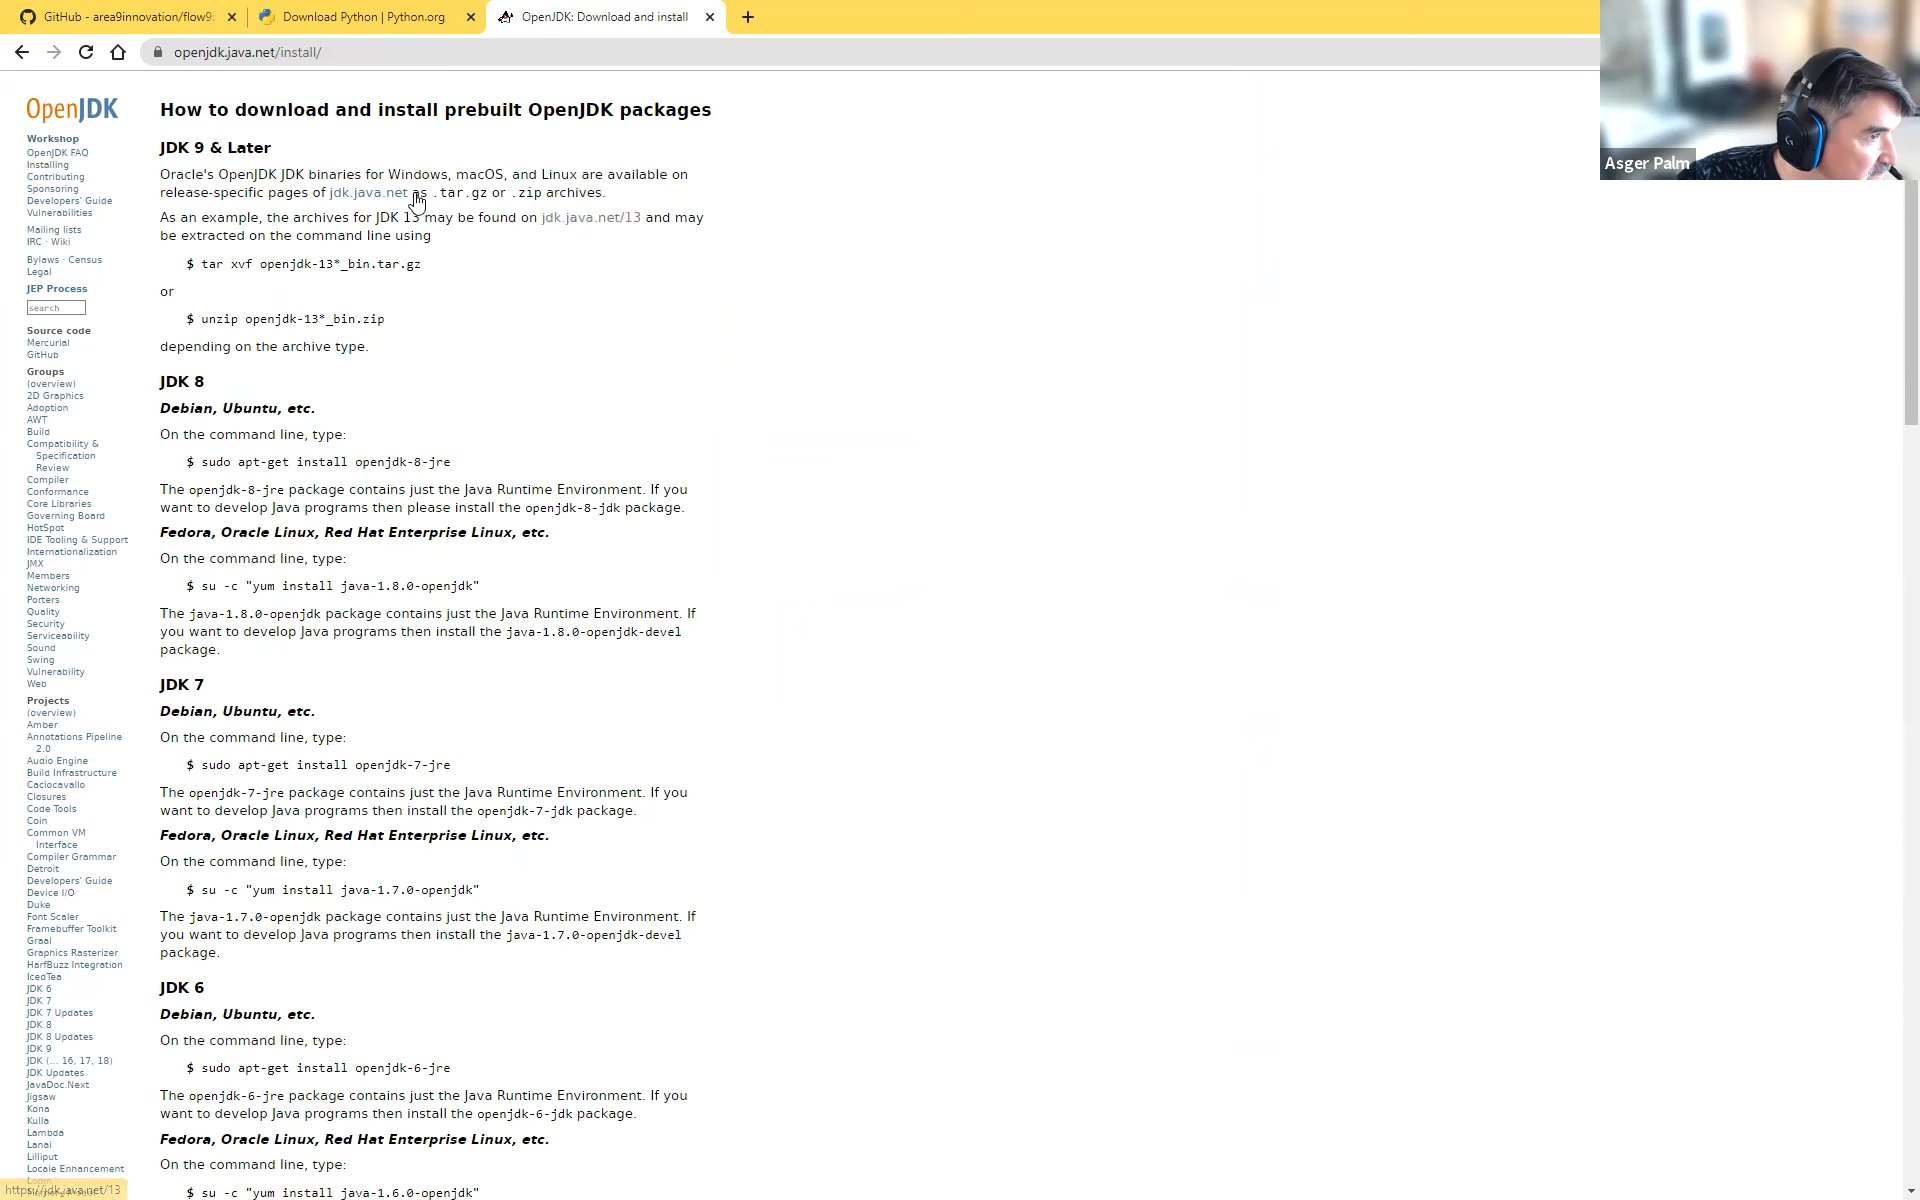 GitHub - area9innovation/flow9:
Download Python | Python.org
OpenJDK: Download and install
openjdk.java.net/install/
Asger Palm
OpenJDK
Workshop
OpenJDK FAQ
Installing
Contributing
Sponsoring
Developers' Guide
Vulnerabilities
Mailing lists
IRC · Wiki
Bylaws · Census
Legal
JEP Process
search
Source code
Mercurial
GitHub
Groups
(overview)
2D Graphics
Adoption
AWT
Build
Compatibility &
Specification
Review
Compiler
Conformance
Core Libraries
Governing Board
HotSpot
IDE Tooling & Support
Internationalization
JMX
Members
Networking
Porters
Quality
Security
Serviceability
Sound
Swing
Vulnerability
Web
Projects
(overview)
Amber
Annotations Pipeline
2.0
Audio Engine
Build Infrastructure
Caciocavallo
Closures
Code Tools
Coin
Common VM
Interface
Compiler Grammar
Detroit
Developers' Guide
Device I/O
Duke
Font Scaler
Framebuffer Toolkit
Graal
Graphics Rasterizer
HarfBuzz Integration
IcedTea
JDK 6
JDK 7
JDK 7 Updates
JDK 8
JDK 8 Updates
JDK 9
JDK (... 16, 17, 18)
JDK Updates
JavaDoc.Next
Jigsaw
Kona
Kulla
Lambda
Lanai
Lilliput
Locale Enhancement
https://jdk.java.net/13
How to download and install prebuilt OpenJDK packages
JDK 9 & Later
Oracle's OpenJDK JDK binaries for Windows, macOS, and Linux are available on
release-specific pages of jdk.java.net as .tar.gz or .zip archives.
As an example, the archives for JDK 13 may be found on jdk.java.net/13 and may
be extracted on the command line using
$ tar xvf openjdk-13*_bin.tar.gz
or
$ unzip openjdk-13*_bin.zip
depending on the archive type.
JDK 8
Debian, Ubuntu, etc.
On the command line, type:
$ sudo apt-get install openjdk-8-jre
The openjdk-8-jre package contains just the Java Runtime Environment. If you
want to develop Java programs then please install the openjdk-8-jdk package.
Fedora, Oracle Linux, Red Hat Enterprise Linux, etc.
On the command line, type:
$ su -c "yum install java-1.8.0-openjdk"
The java-1.8.0-openjdk package contains just the Java Runtime Environment. If
you want to develop Java programs then install the java-1.8.0-openjdk-devel
package.
JDK 7
Debian, Ubuntu, etc.
On the command line, type:
$ sudo apt-get install openjdk-7-jre
The openjdk-7-jre package contains just the Java Runtime Environment. If you
want to develop Java programs then install the openjdk-7-jdk package.
Fedora, Oracle Linux, Red Hat Enterprise Linux, etc.
On the command line, type:
$ su -c "yum install java-1.7.0-openjdk"
The java-1.7.0-openjdk package contains just the Java Runtime Environment. If
you want to develop Java programs then install the java-1.7.0-openjdk-devel
package.
JDK 6
Debian, Ubuntu, etc.
On the command line, type:
$ sudo apt-get install openjdk-6-jre
The openjdk-6-jre package contains just the Java Runtime Environment. If you
want to develop Java programs then install the openjdk-6-jdk package.
Fedora, Oracle Linux, Red Hat Enterprise Linux, etc.
On the command line, type:
$ su -c "yum install java-1.6.0-openjdk"